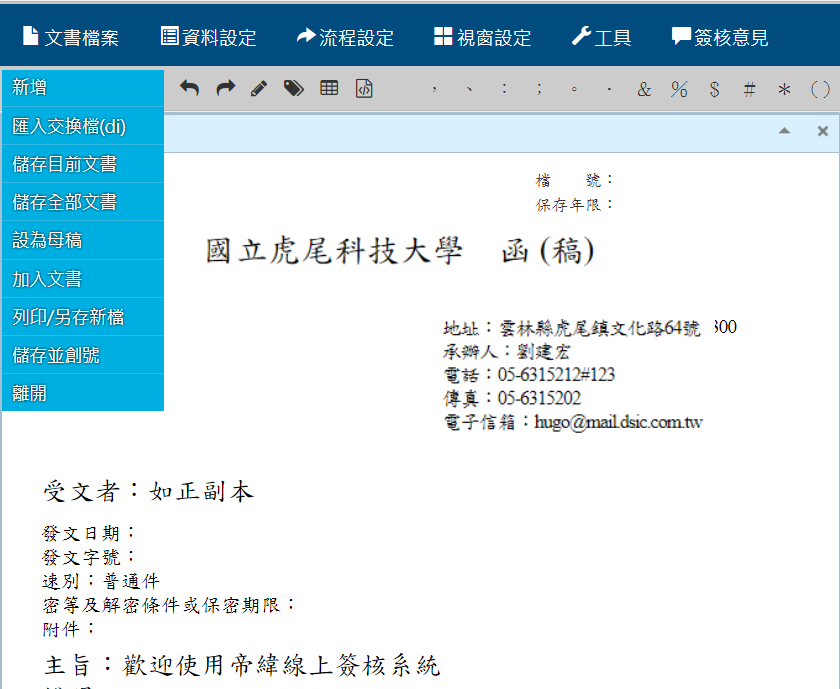 文書檔案 資料設定 流程設定 視窗設定 工具 簽核意見
， 、 ： ； 。 ． & % $ # * ()
新增
匯入交換檔(di)
儲存目前文書
儲存全部文書
設為母稿
加入文書
列印/另存新檔
儲存並創號
離開
檔 號：
保存年限：
國立虎尾科技大學 函(稿)
地址：雲林縣虎尾鎮文化路64號 300
承辦人：劉建宏
電話：05-6315212#123
傳真：05-6315202
電子信箱：hugo@mail.dsic.com.tw
受文者：如正副本
發文日期：
發文字號：
速別：普通件
密等及解密條件或保密期限：
附件：
主旨：歡迎使用帝緯線上簽核系統